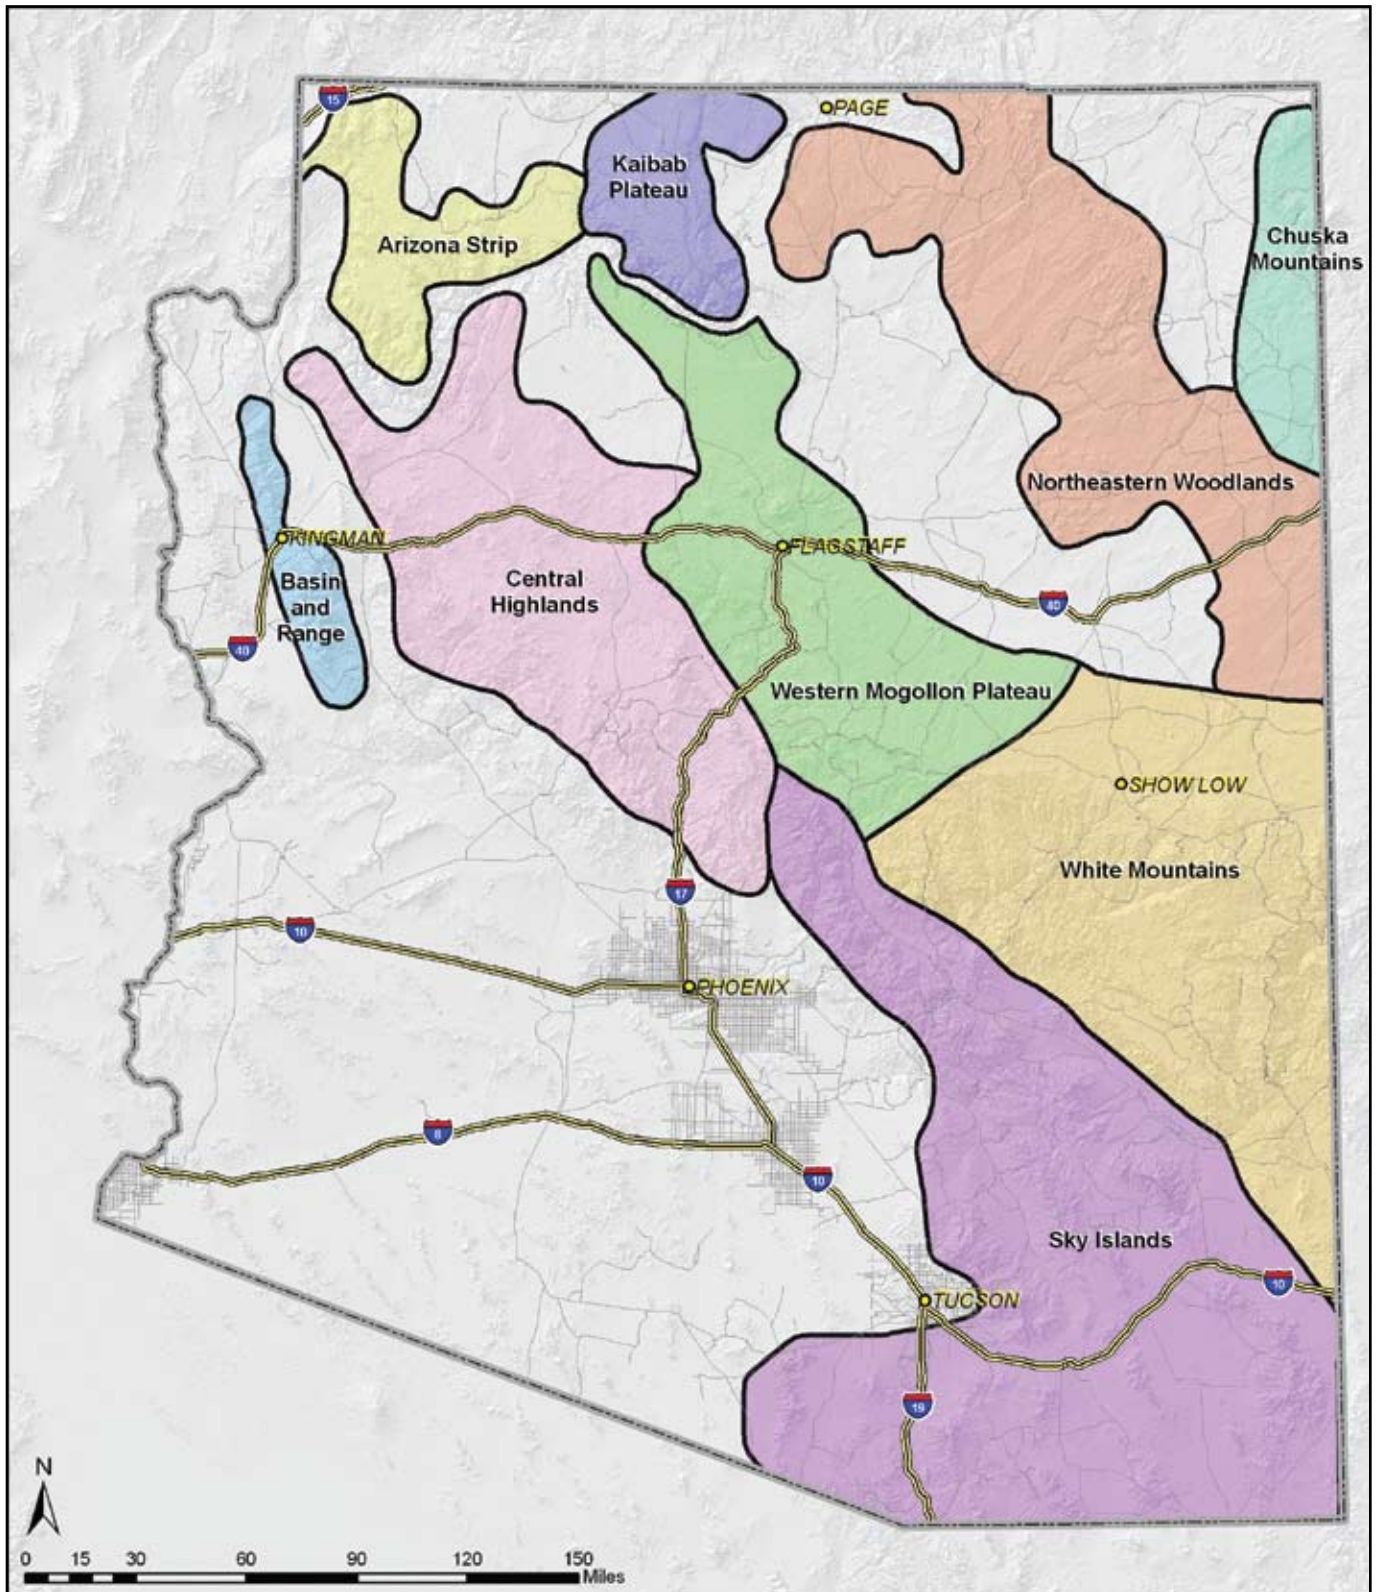 15
PAGE
Kaibab
Plateau
Arizona Strip
Chuska
Mountains
Northeastern Woodlands
KINGMAN
FLAGSTAFF
Basin
and
Range
Central
Highlands
40
40
Western Mogollon Plateau
SHOW LOW
White Mountains
17
10
PHOENIX
8
10
Sky Islands
10
TUCSON
19
N
0 15 30 60 90 120 150
Miles